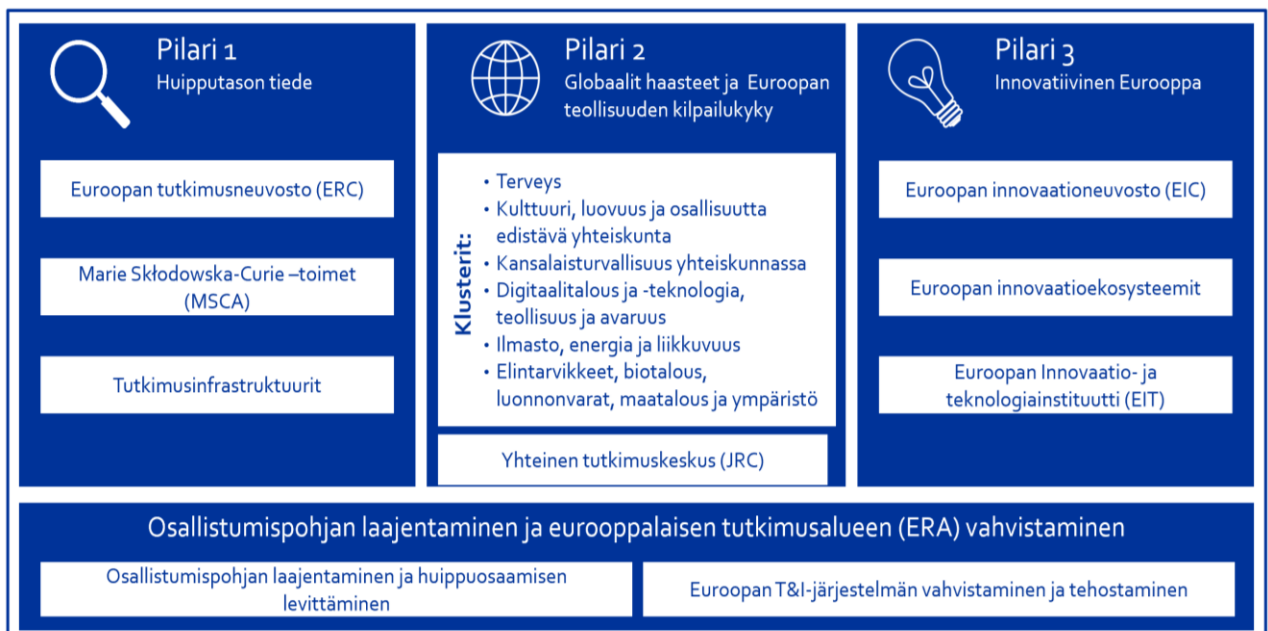 Pilari 1
Huipputason tiede
Euroopan tutkimusneuvosto (ERC)
Marie Skłodowska-Curie –toimet
(MSCA)
Tutkimusinfrastruktuurit
Pilari 2
Globaalit haasteet ja Euroopan
teollisuuden kilpailukyky
Klusterit:
• Terveys
• Kulttuuri, luovuus ja osallisuutta
edistävä yhteiskunta
• Kansalaisturvallisuus yhteiskunnassa
• Digitaalitalous ja -teknologia,
teollisuus ja avaruus
• Ilmasto, energia ja liikkuvuus
• Elintarvikkeet, biotalous,
luonnonvarat, maatalous ja ympäristö
Yhteinen tutkimuskeskus (JRC)
Pilari 3
Innovatiivinen Eurooppa
Euroopan innovaationeuvosto (EIC)
Euroopan innovaatioekosysteemit
Euroopan Innovaatio- ja
teknologiainstituutti (EIT)
Osallistumispohjan laajentaminen ja eurooppalaisen tutkimusalueen (ERA) vahvistaminen
Osallistumispohjan laajentaminen ja huippuosaamisen
levittäminen
Euroopan T&I-järjestelmän vahvistaminen ja tehostaminen